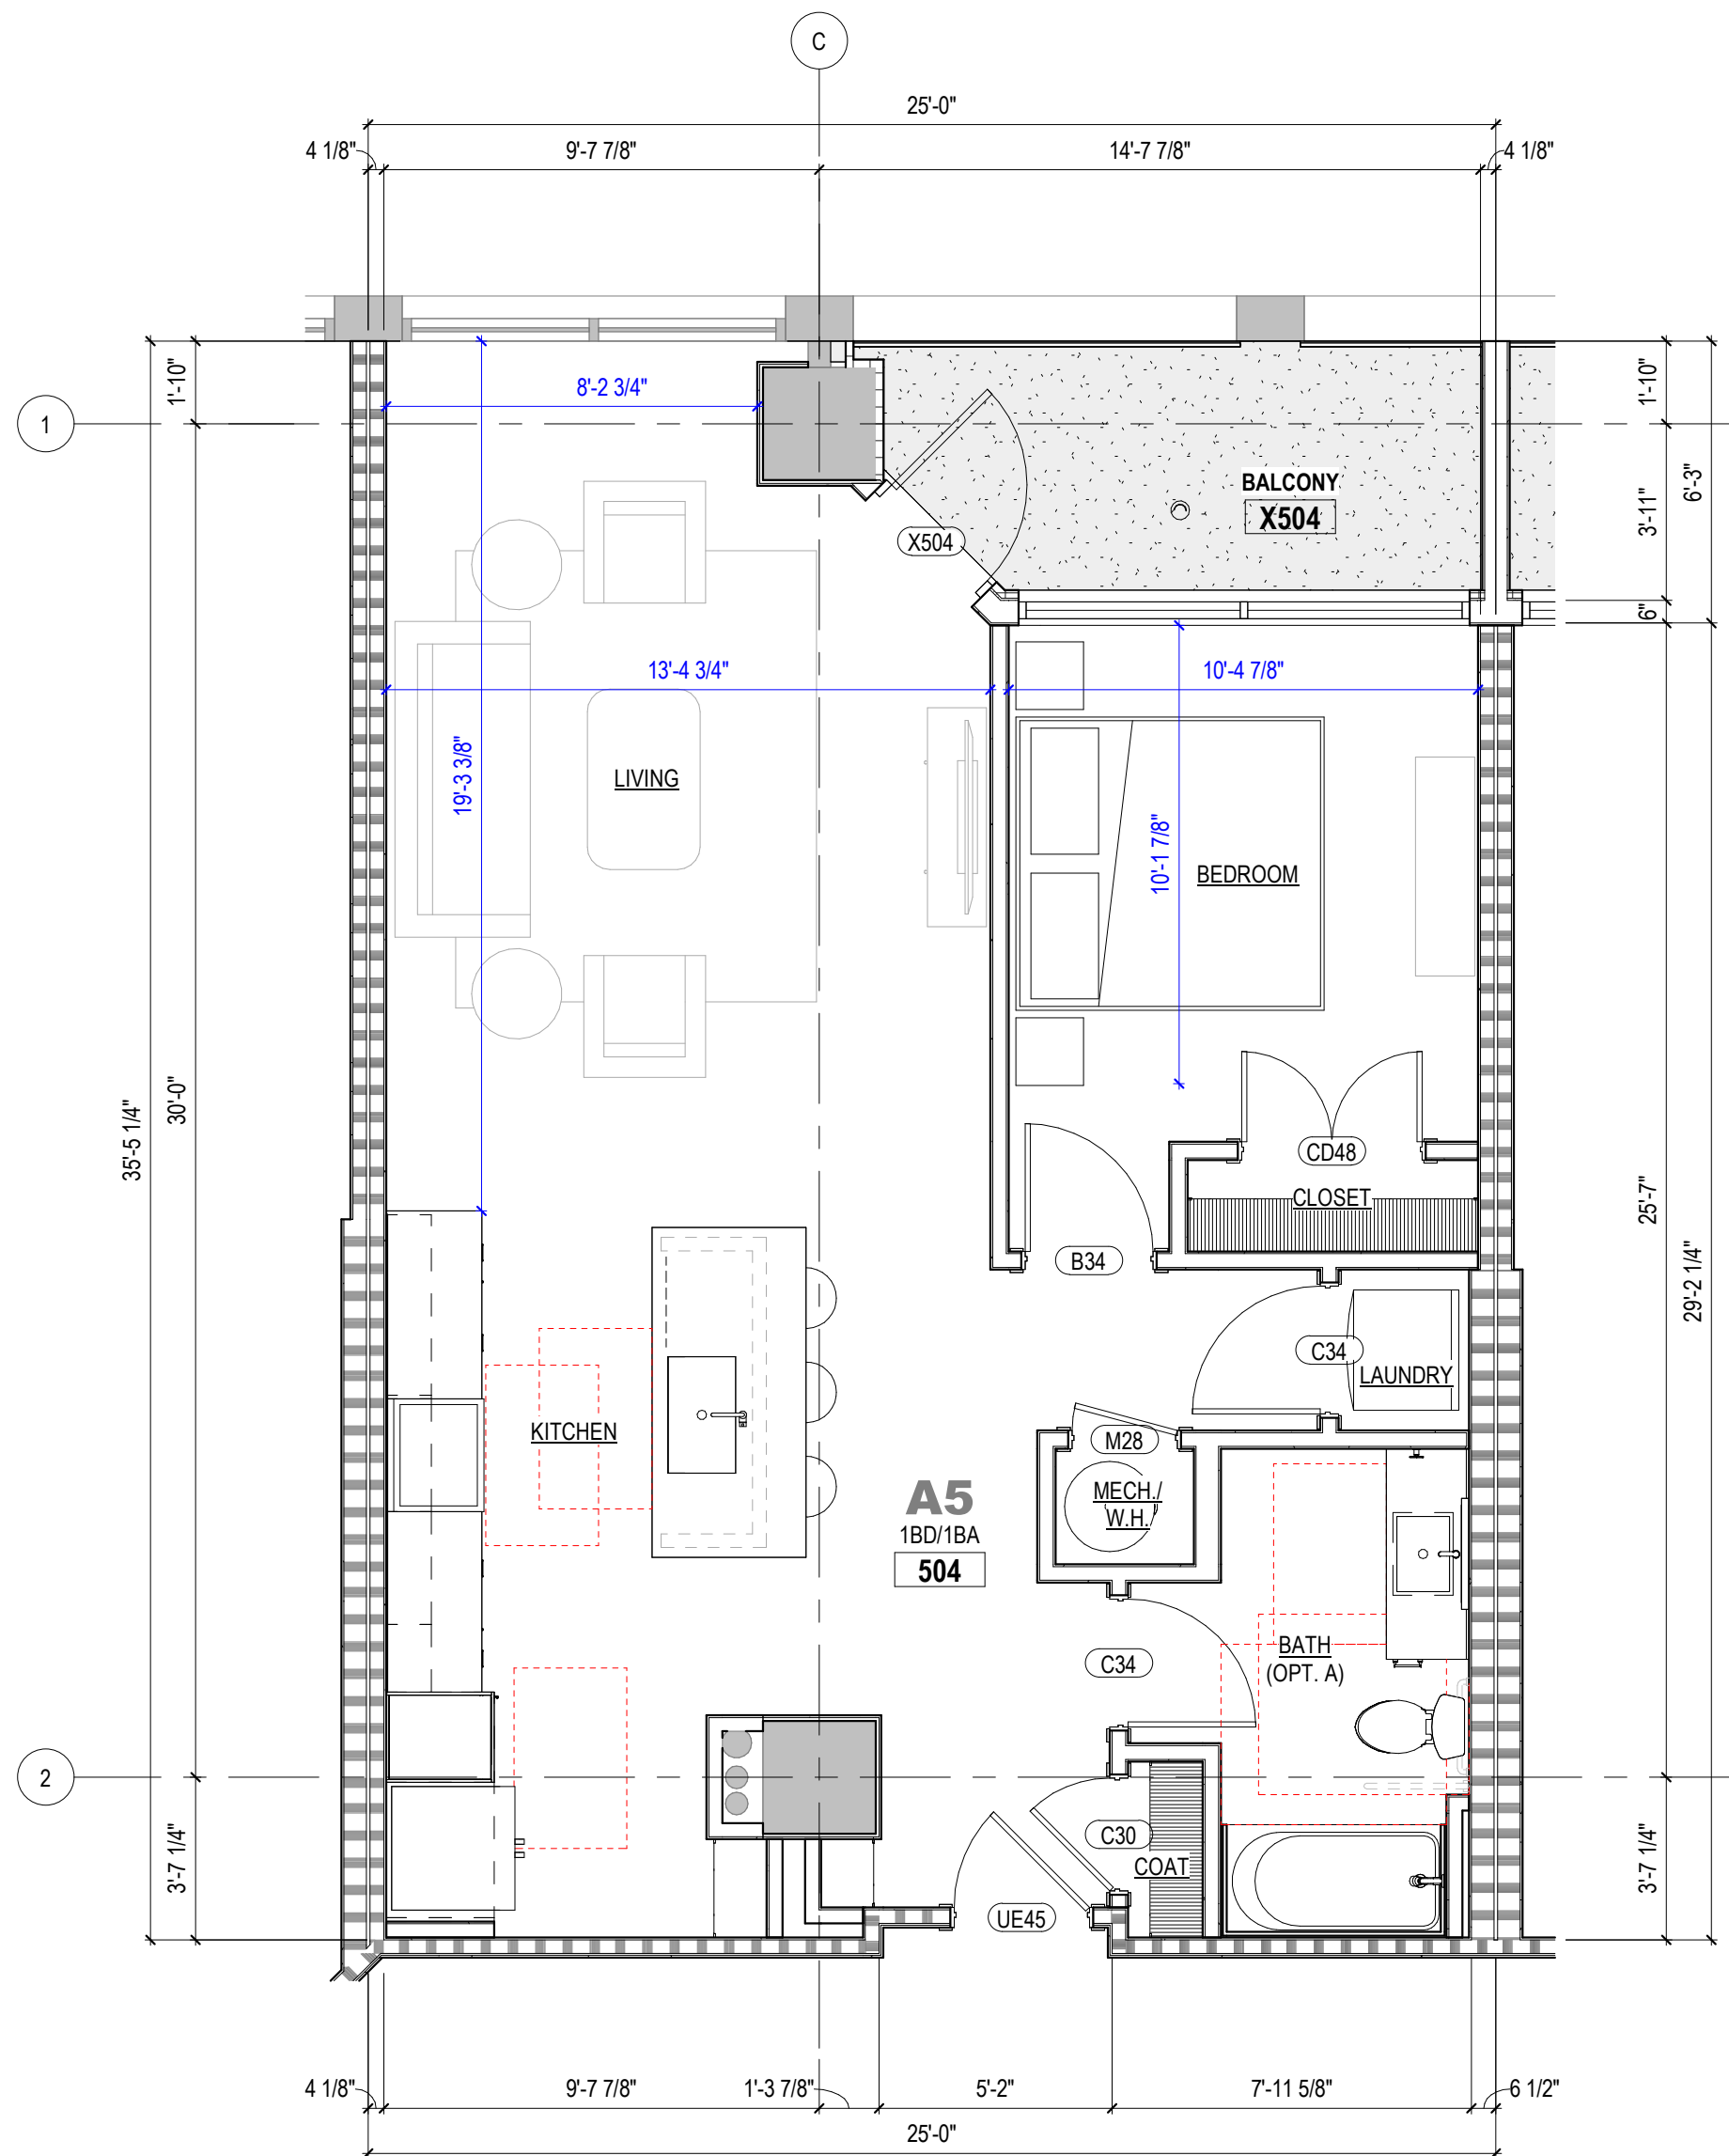 C
25'-0"
4 1/8"
9'-7 7/8"
14'-7 7/8"
4 1/8"
1'-10"
8'-2 3/4"
1'-10"
1
BALCONY
X504
6'-3"
3'-11"
X504
6"
13'-4 3/4"
10'-4 7/8"
19'-3 3/8"
LIVING
10'-1 7/8"
BEDROOM
35'-5 1/4"
30'-0"
CD48
CLOSET
25'-7"
29'-2 1/4"
B34
C34
LAUNDRY
KITCHEN
M28
MECH./
W.H.
A5
1BD/1BA
504
BATH
(OPT. A)
C34
2
C30
COAT
3'-7 1/4"
3'-7 1/4"
UE45
4 1/8"
9'-7 7/8"
1'-3 7/8"
5'-2"
7'-11 5/8"
6 1/2"
25'-0"